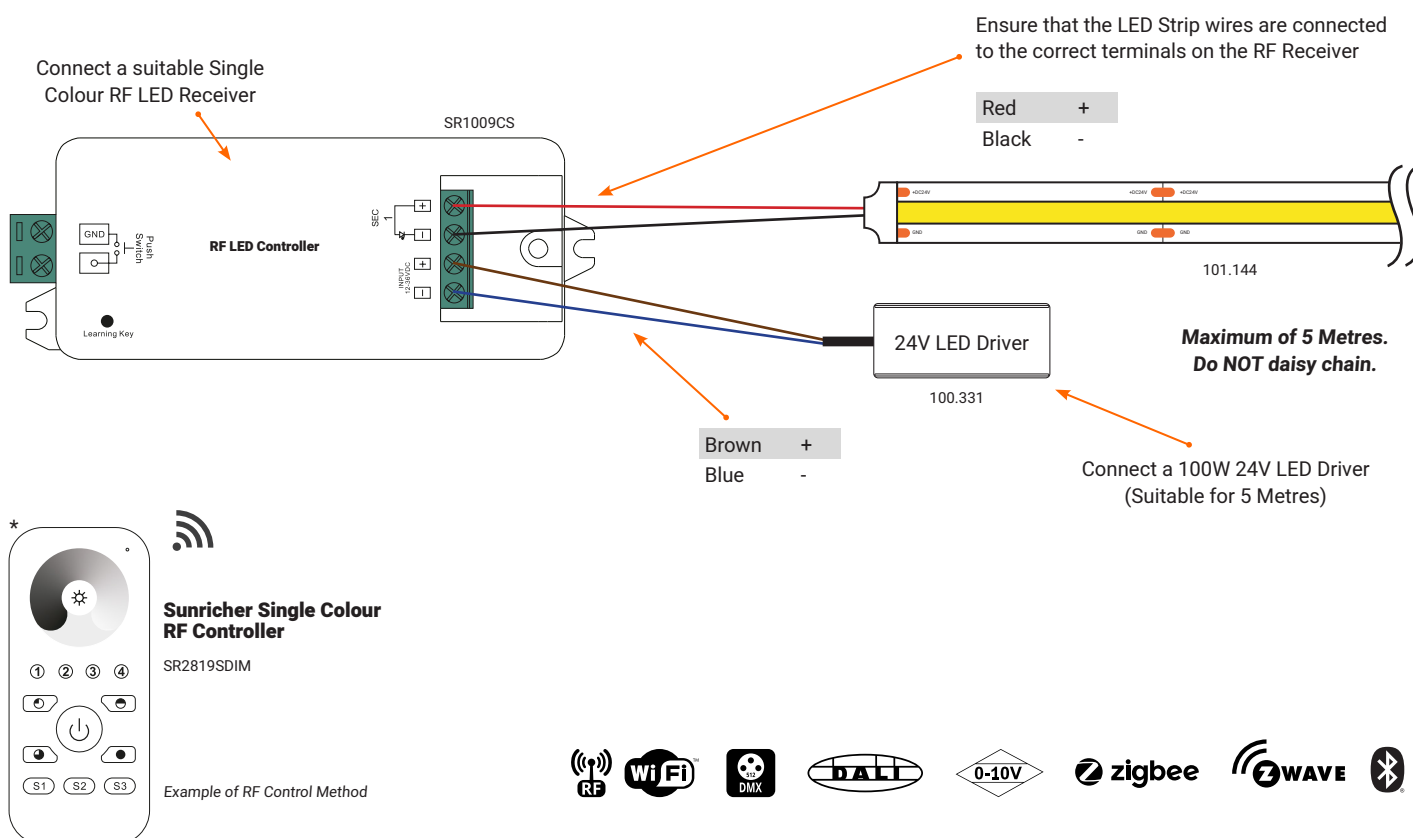 Ensure that the LED Strip wires are connected
to the correct terminals on the RF Receiver
Connect a suitable Single
Colour RF LED Receiver
Red +
Black -
SR1009CS
+DC24V
+DC24V
+DC24V
GND
GND
GND
101.144
SEC
1
+
-
INPUT
12-36VDC
+
-
GND
Push
Switch
RF LED Controller
Learning Key
24V LED Driver
100.331
Maximum of 5 Metres.
Do NOT daisy chain.
Brown +
Blue -
Connect a 100W 24V LED Driver
(Suitable for 5 Metres)
*
Sunricher Single Colour
RF Controller
SR2819SDIM
1 2 3 4
S1 S2 S3
Example of RF Control Method
RF
WiFi™
512
DMX
DALI
0-10V
zigbee
Z WAVE